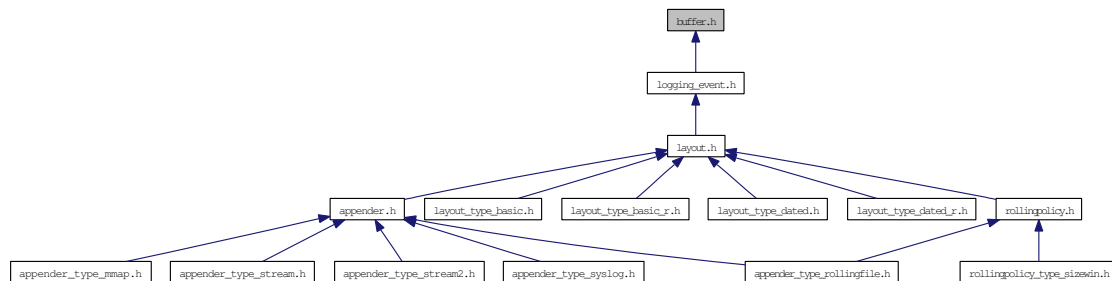 buffer.h
logging_event.h
layout.h
appender.h
layout_type_basic.h
layout_type_basic_r.h
layout_type_dated.h
layout_type_dated_r.h
rollingpolicy.h
appender_type_mmap.h
appender_type_stream.h
appender_type_stream2.h
appender_type_syslog.h
appender_type_rollingfile.h
rollingpolicy_type_sizewin.h